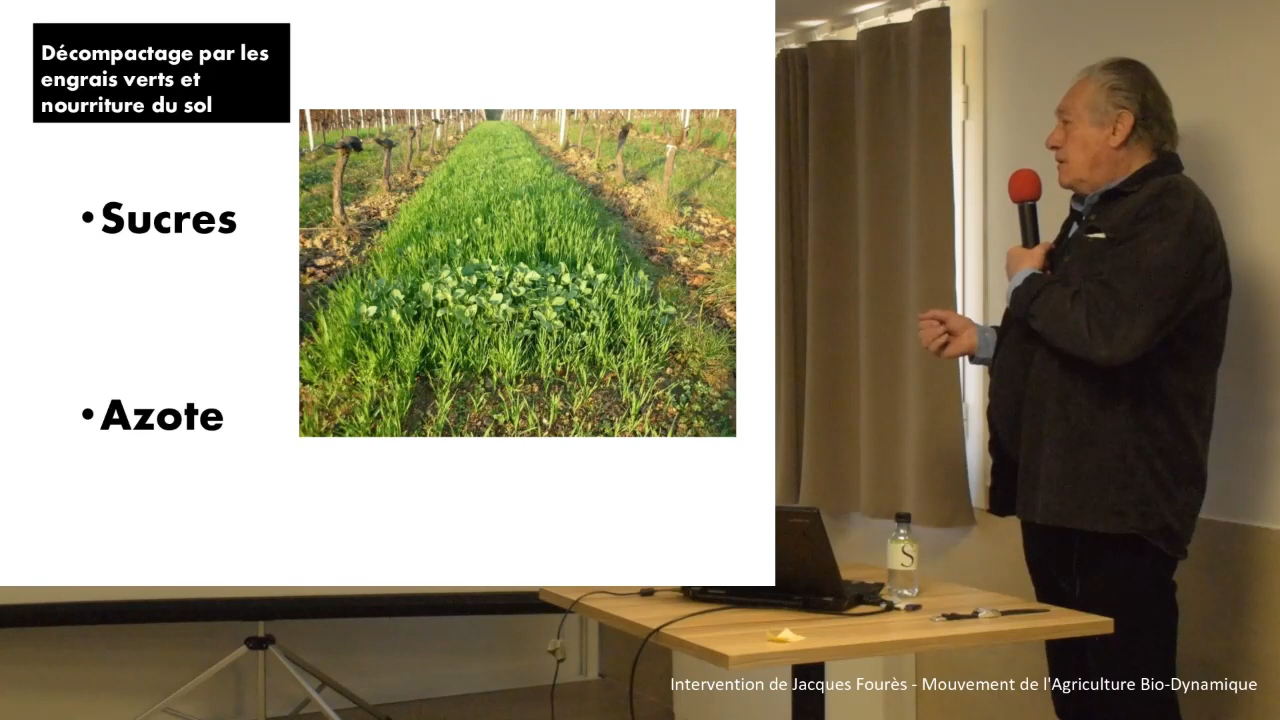 Décompactage par les
engrais verts et
nourriture du sol
•Sucres
•Azote
S
Intervention de Jacques Fourès - Mouvement de l'Agriculture Bio-Dynamique